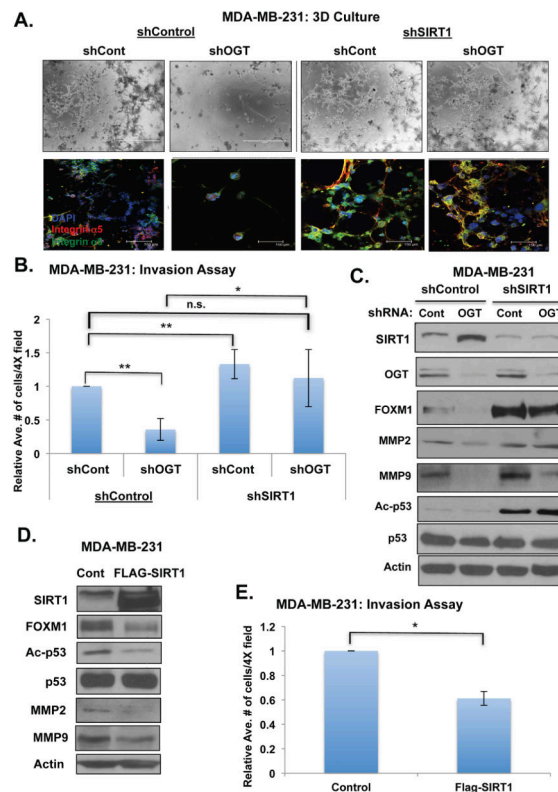 A.
MDA-MB-231: 3D Culture
shControl shSIRT1
shCont shOGT shCont shOGT
DAPI
Integrin α5
Integrin
B.
MDA-MB-231: Invasion Assay
Relative Ave. # of cells/4X field
0
0.5
1
1.5
2
**
**
n.s.
*
shCont shOGT shCont shOGT
shControl shSIRT1
C.
MDA-MB-231
shControl shSIRT1
shRNA: Cont OGT Cont OGT
SIRT1
OGT
FOXM1
MMP2
MMP9
Ac-p53
p53
Actin
D.
MDA-MB-231
Cont FLAG-SIRT1
SIRT1
FOXM1
Ac-p53
p53
MMP2
MMP9
Actin
E.
MDA-MB-231: Invasion Assay
Relative Ave. # of cells/4X field
1.2
1
0.8
0.6
0.4
0.2
0
*
Control Flag-SIRT1